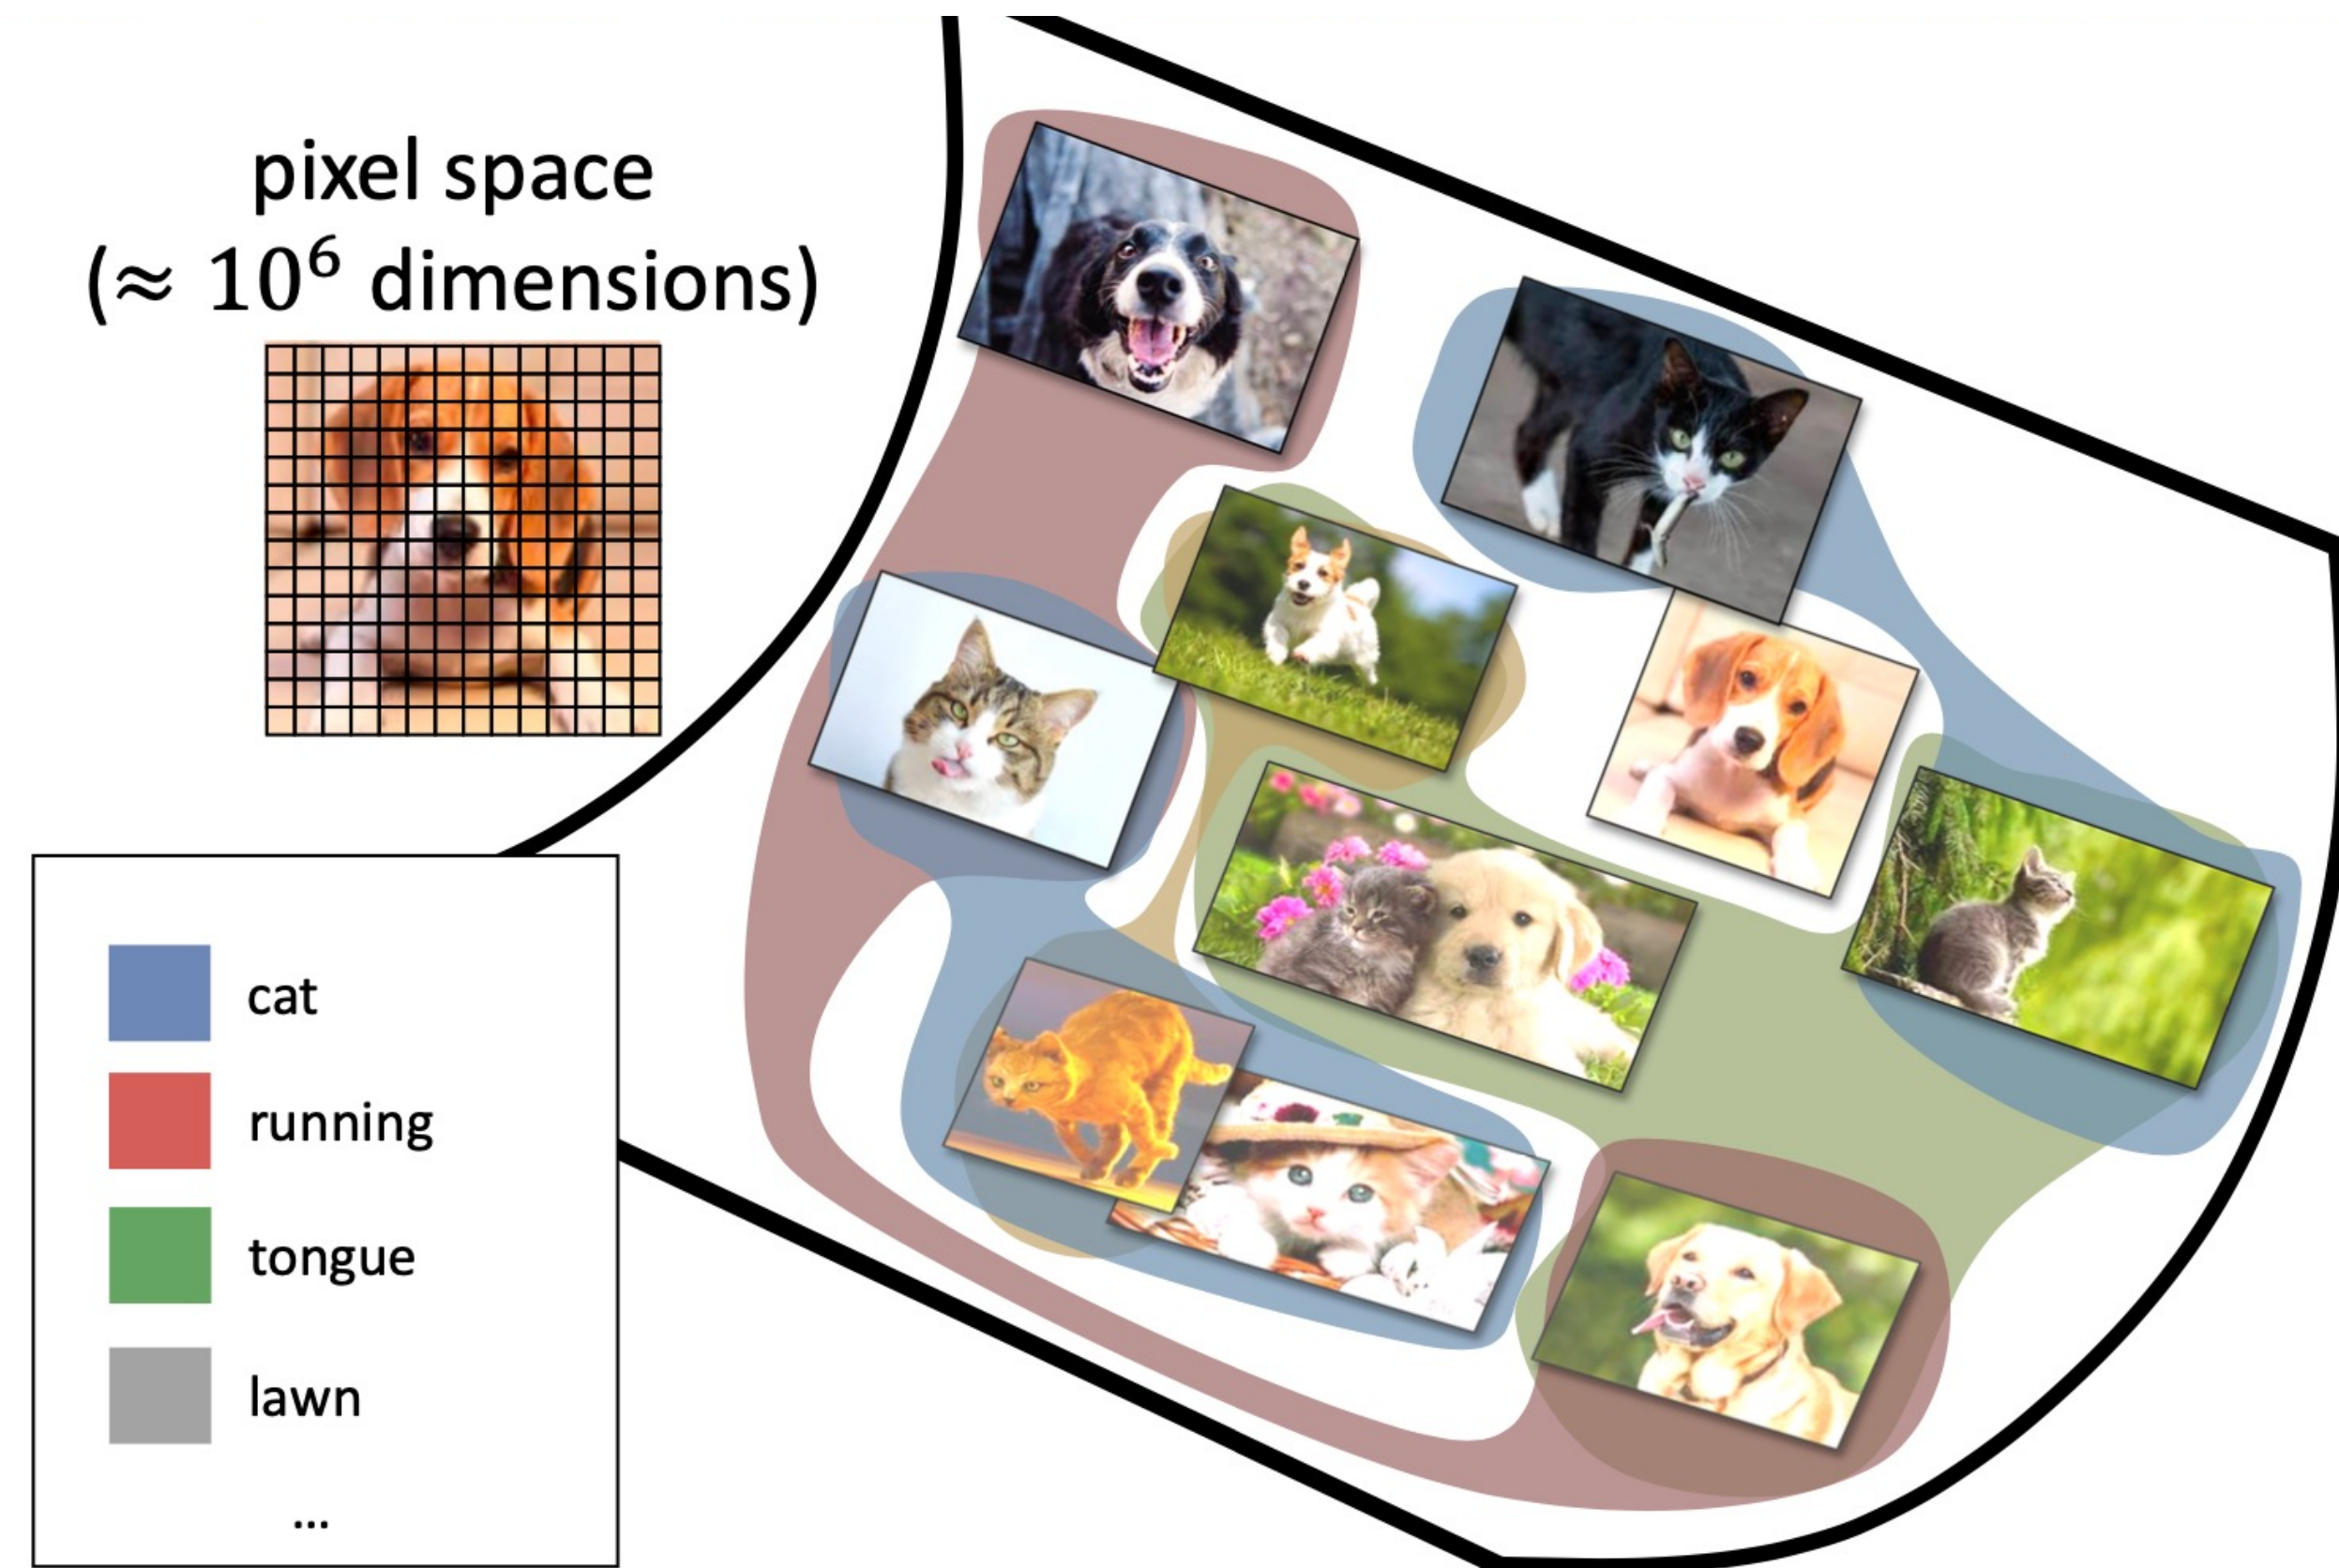 pixel space
(≈ 10⁶ dimensions)
cat
running
tongue
lawn
...